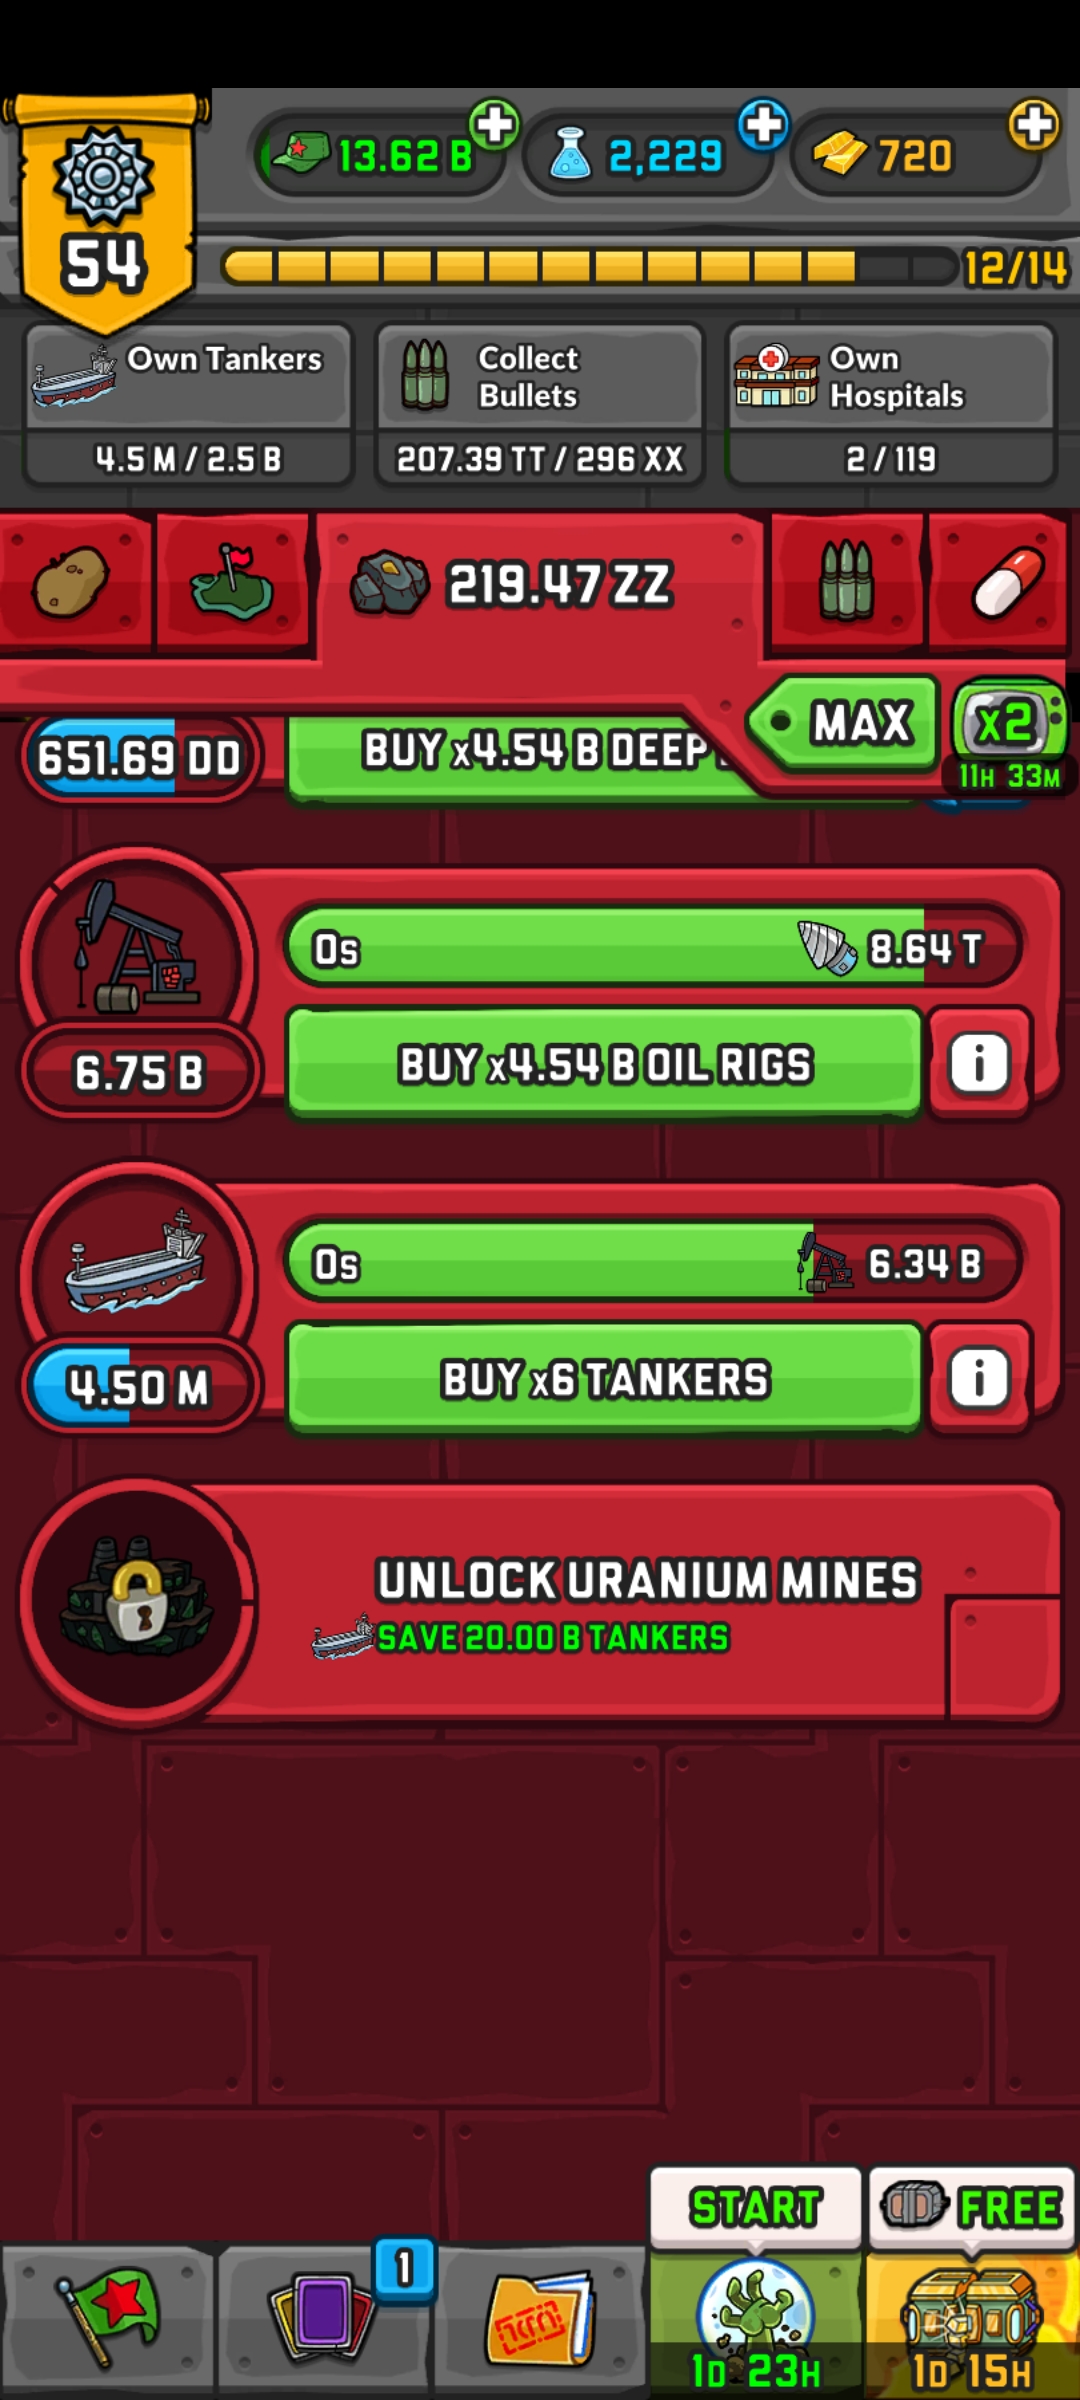 13.62 B
2,229
720
54
12/14
Own Tankers
4.5 M / 2.5 B
Collect
Bullets
207.39 TT / 296 XX
Own
Hospitals
2 / 119
219.47 ZZ
MAX
x2
11H 33M
651.69 DD
BUY x4.54 B DEEP
0s
8.64 T
6.75 B
BUY x4.54 B OIL RIGS
i
0s
6.34 B
4.50 M
BUY x6 TANKERS
i
UNLOCK URANIUM MINES
SAVE 20.00 B TANKERS
START
FREE
1
1D 23H
1D 15H